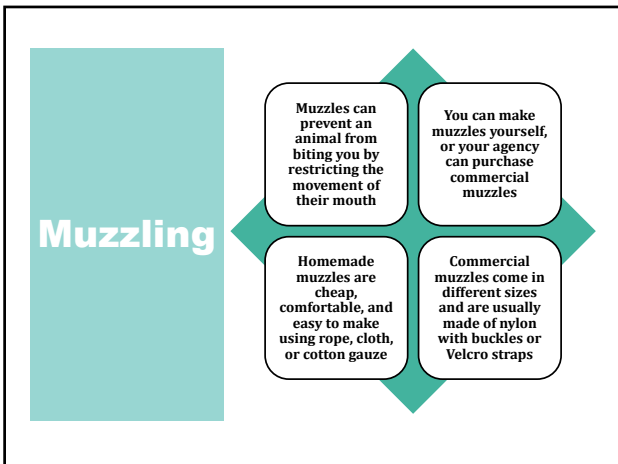 Muzzling
Muzzles can
prevent an
animal from
biting you by
restricting the
movement of
their mouth
You can make
muzzles yourself,
or your agency
can purchase
commercial
muzzles
Homemade
muzzles are
cheap,
comfortable, and
easy to make
using rope, cloth,
or cotton gauze
Commercial
muzzles come in
different sizes
and are usually
made of nylon
with buckles or
Velcro straps